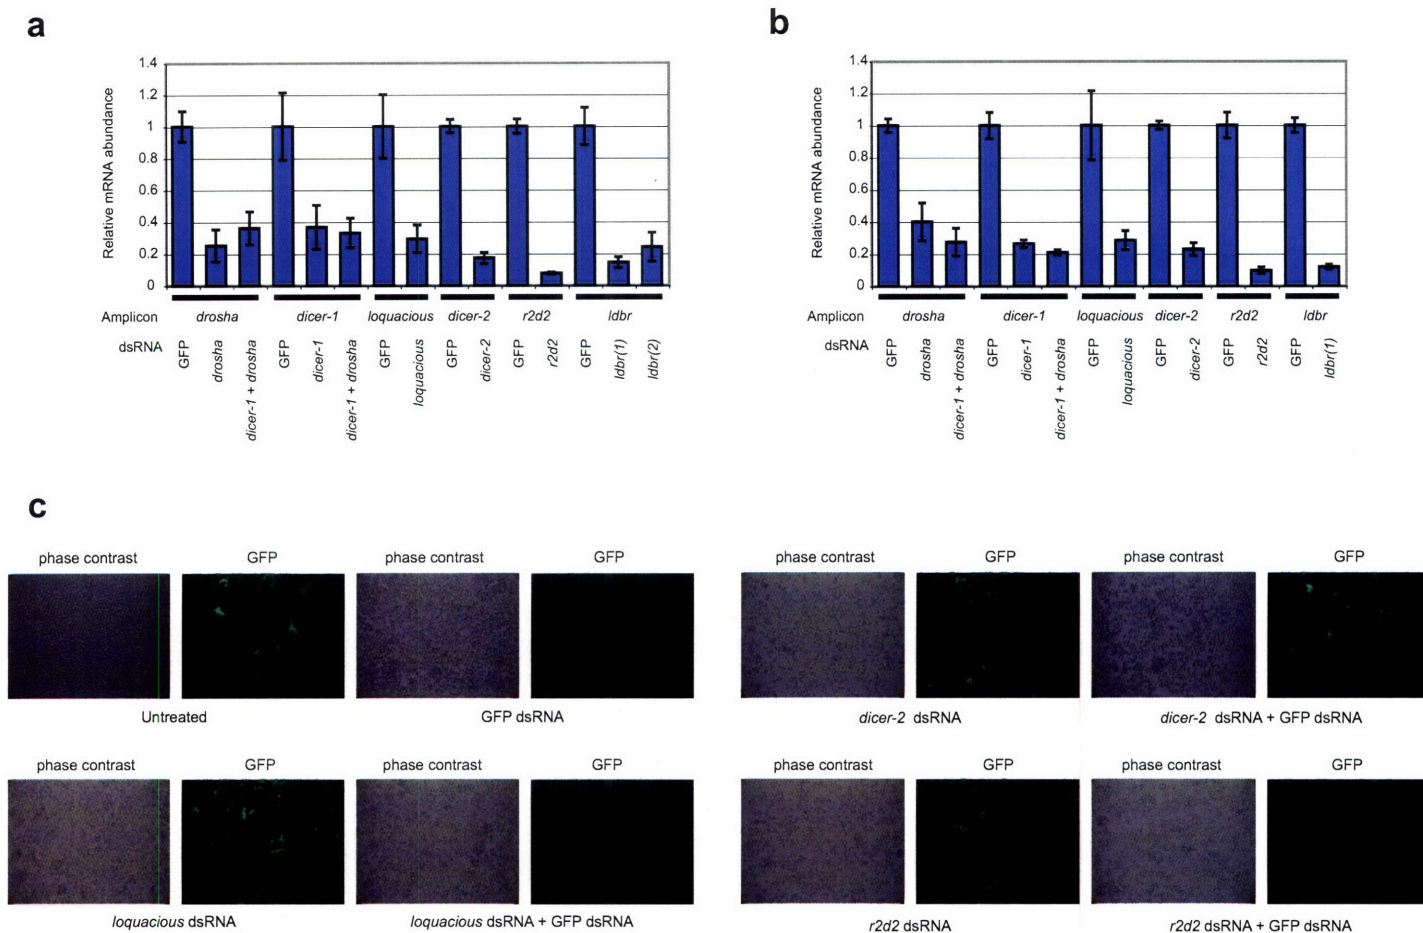 a
Relative mRNA abundance
1.4
1.2
1
0.8
0.6
0.4
0.2
0
Amplicon drosha dicer-1 loquacious dicer-2 r2d2 ldbr
dsRNA GFP drosha dicer-1 + drosha GFP dicer-1 dicer-1 + drosha GFP loquacious GFP dicer-2 GFP r2d2 GFP ldbr(1) ldbr(2)
b
Relative mRNA abundance
1.4
1.2
1
0.8
0.6
0.4
0.2
0
Amplicon drosha dicer-1 loquacious dicer-2 r2d2 ldbr
dsRNA GFP drosha dicer-1 + drosha GFP dicer-1 dicer-1 + drosha GFP loquacious GFP dicer-2 GFP r2d2 GFP ldbr(1)
c
phase contrast GFP phase contrast GFP phase contrast GFP phase contrast GFP
Untreated GFP dsRNA dicer-2 dsRNA dicer-2 dsRNA + GFP dsRNA
phase contrast GFP phase contrast GFP phase contrast GFP phase contrast GFP
loquacious dsRNA loquacious dsRNA + GFP dsRNA r2d2 dsRNA r2d2 dsRNA + GFP dsRNA